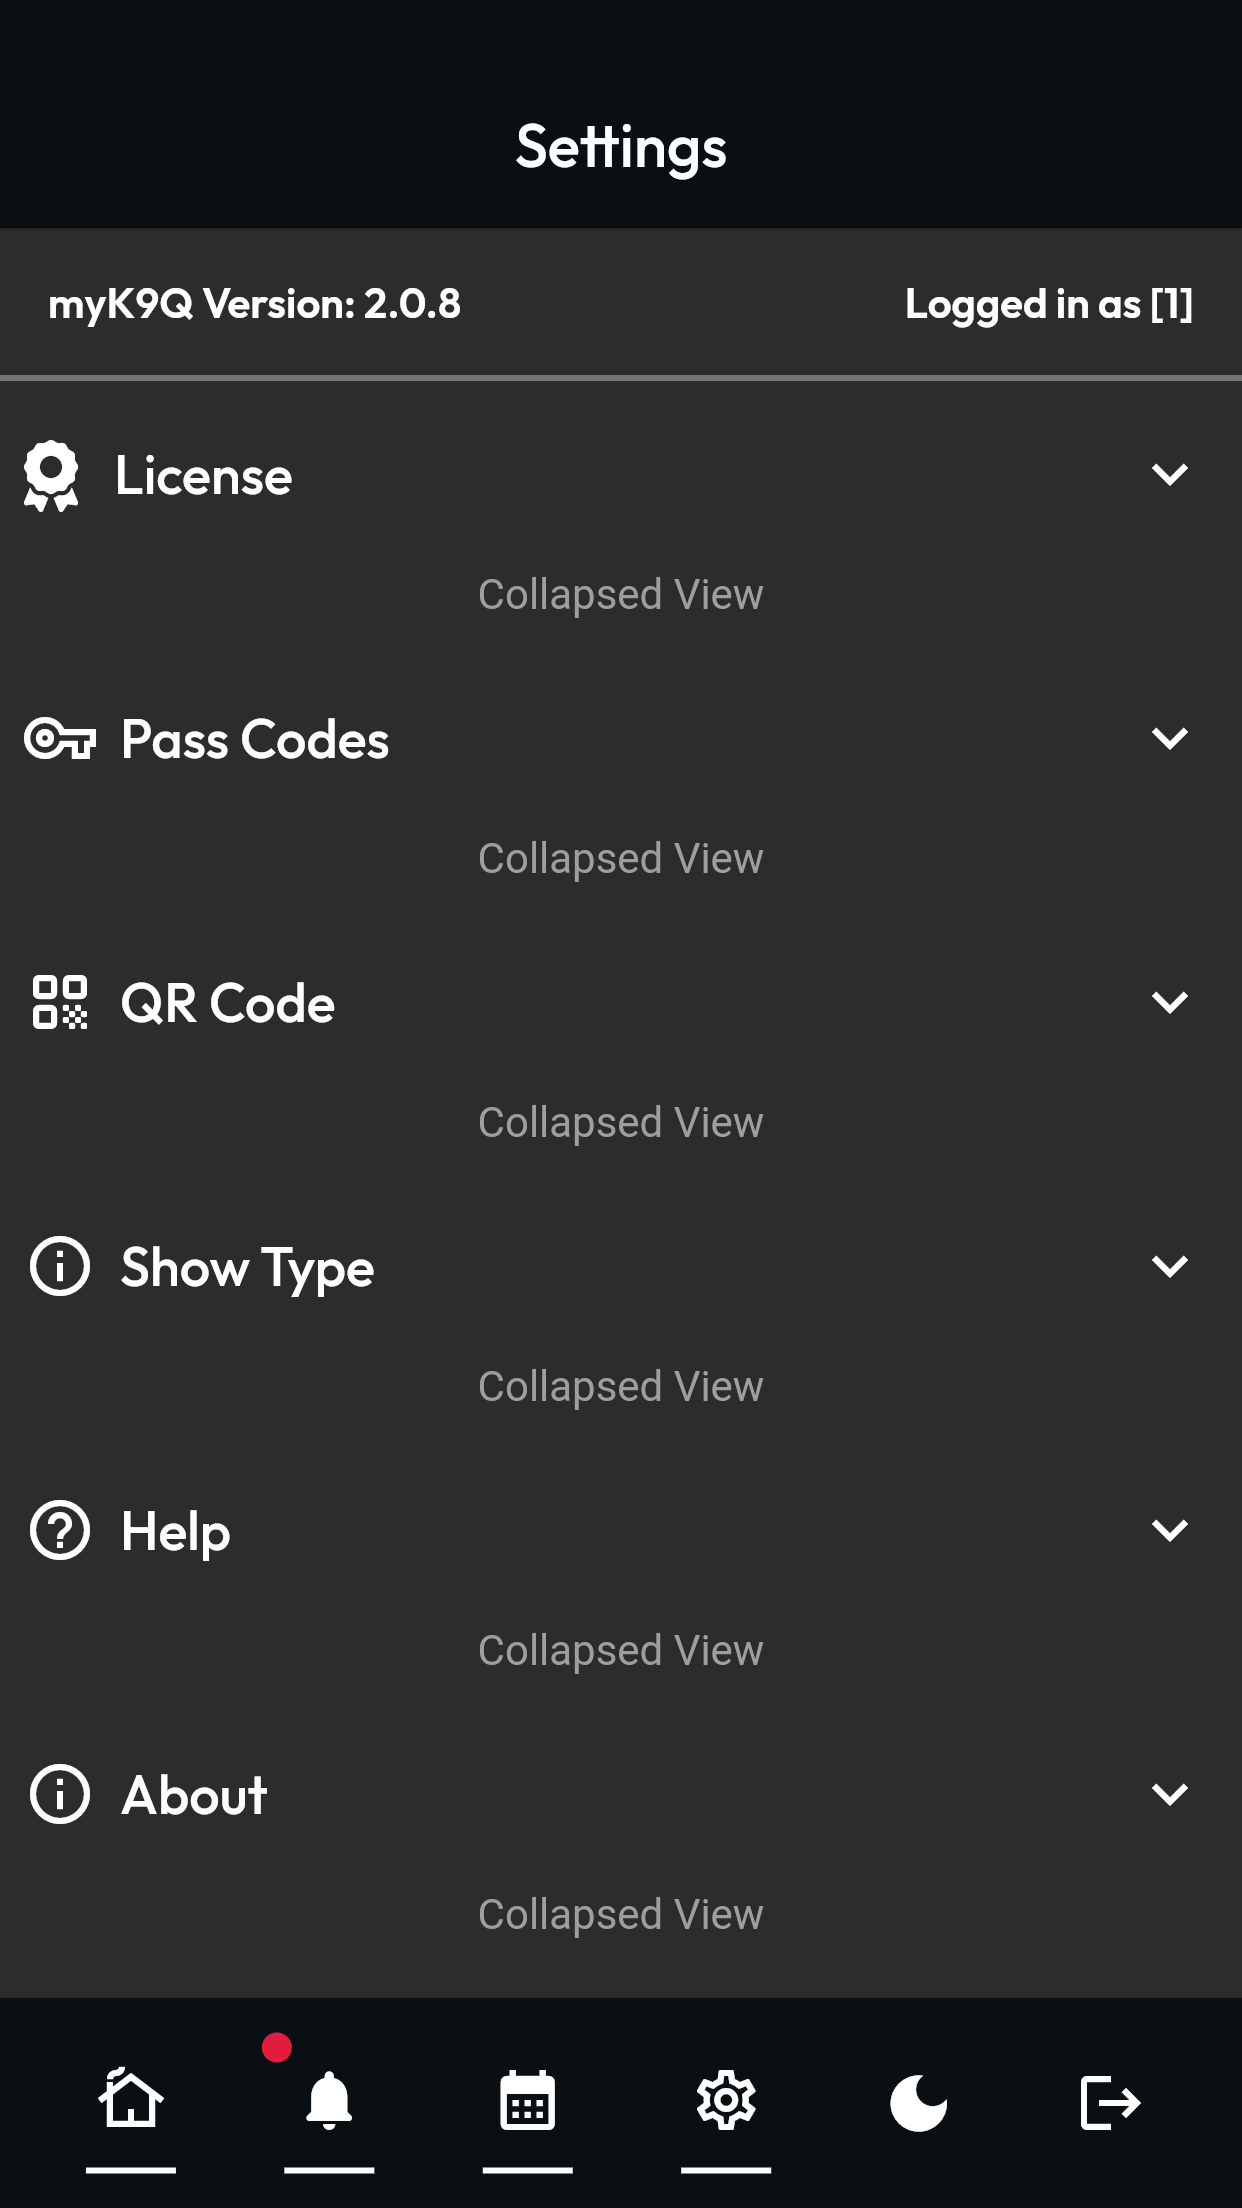 Settings
myK9Q Version: 2.0.8 Logged in as [1]
License
Collapsed View
Pass Codes
Collapsed View
QR Code
Collapsed View
Show Type
Collapsed View
Help
Collapsed View
About
Collapsed View